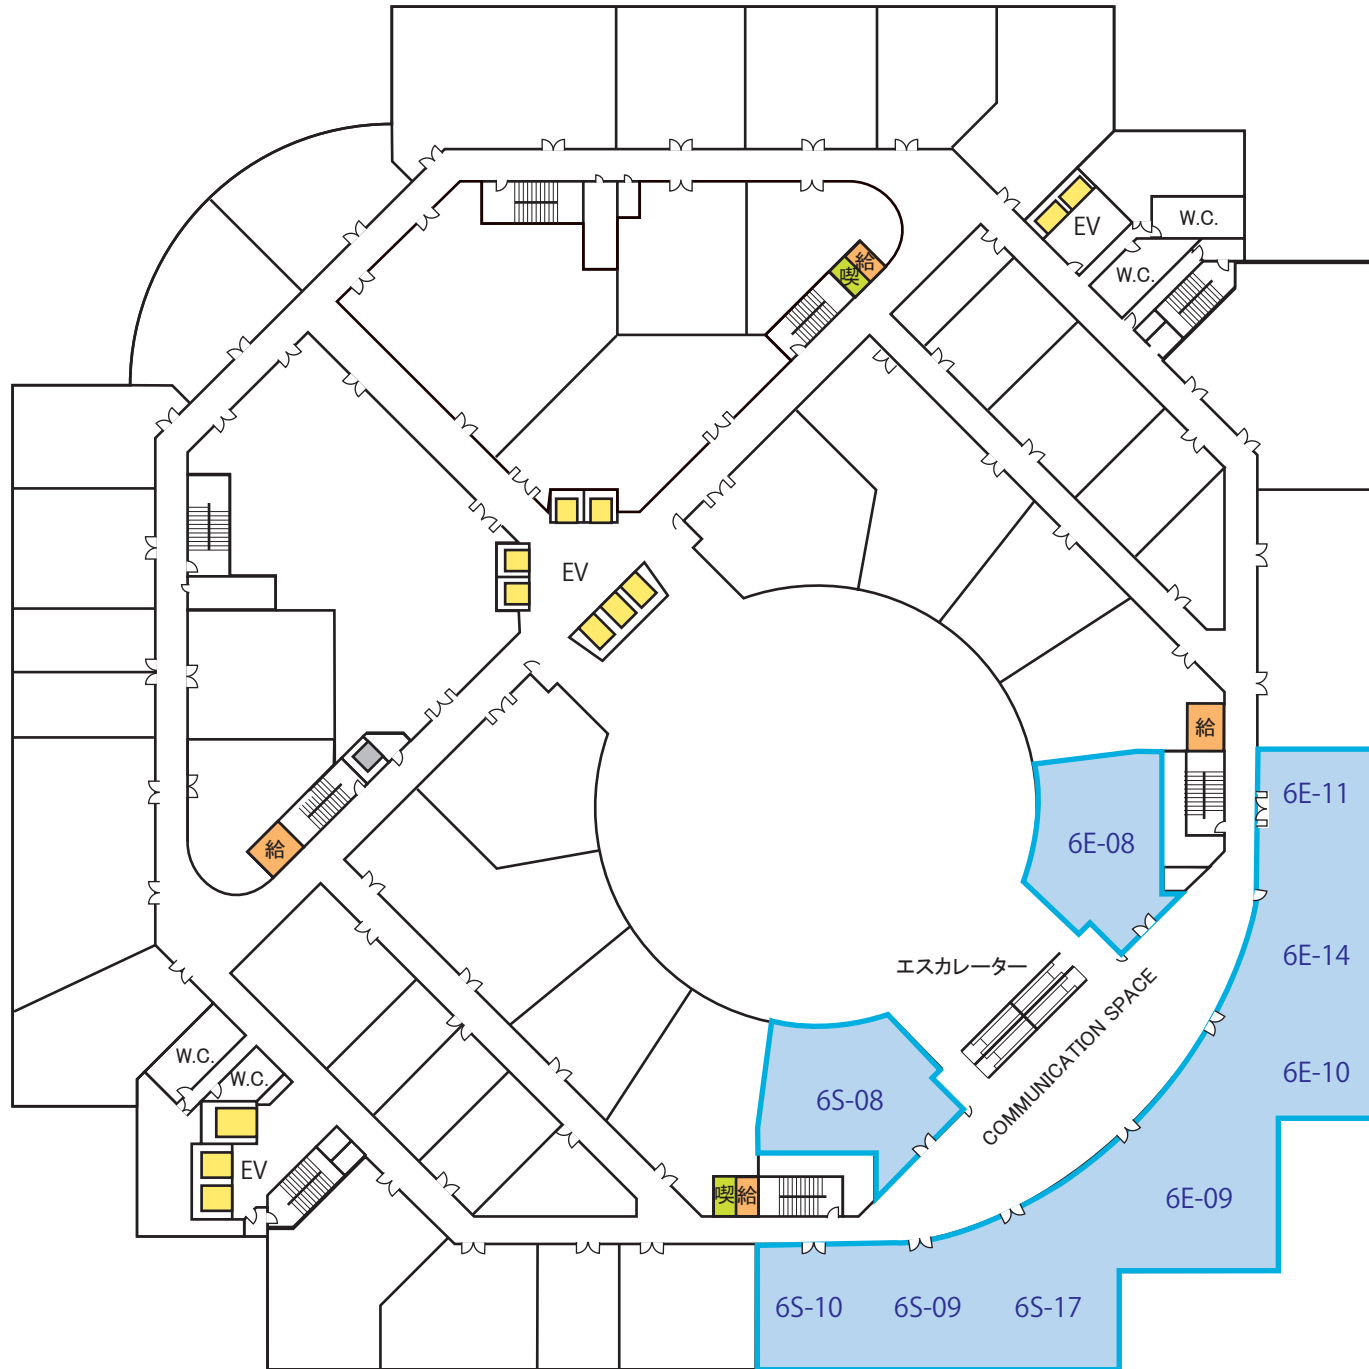 EV
W.C.
W.C.
給
喫
EV
給
給
6E-11
6E-08
エスカレーター
COMMUNICATION SPACE
6E-14
6E-10
W.C.
W.C.
6S-08
EV
喫
給
6E-09
6S-10
6S-09
6S-17